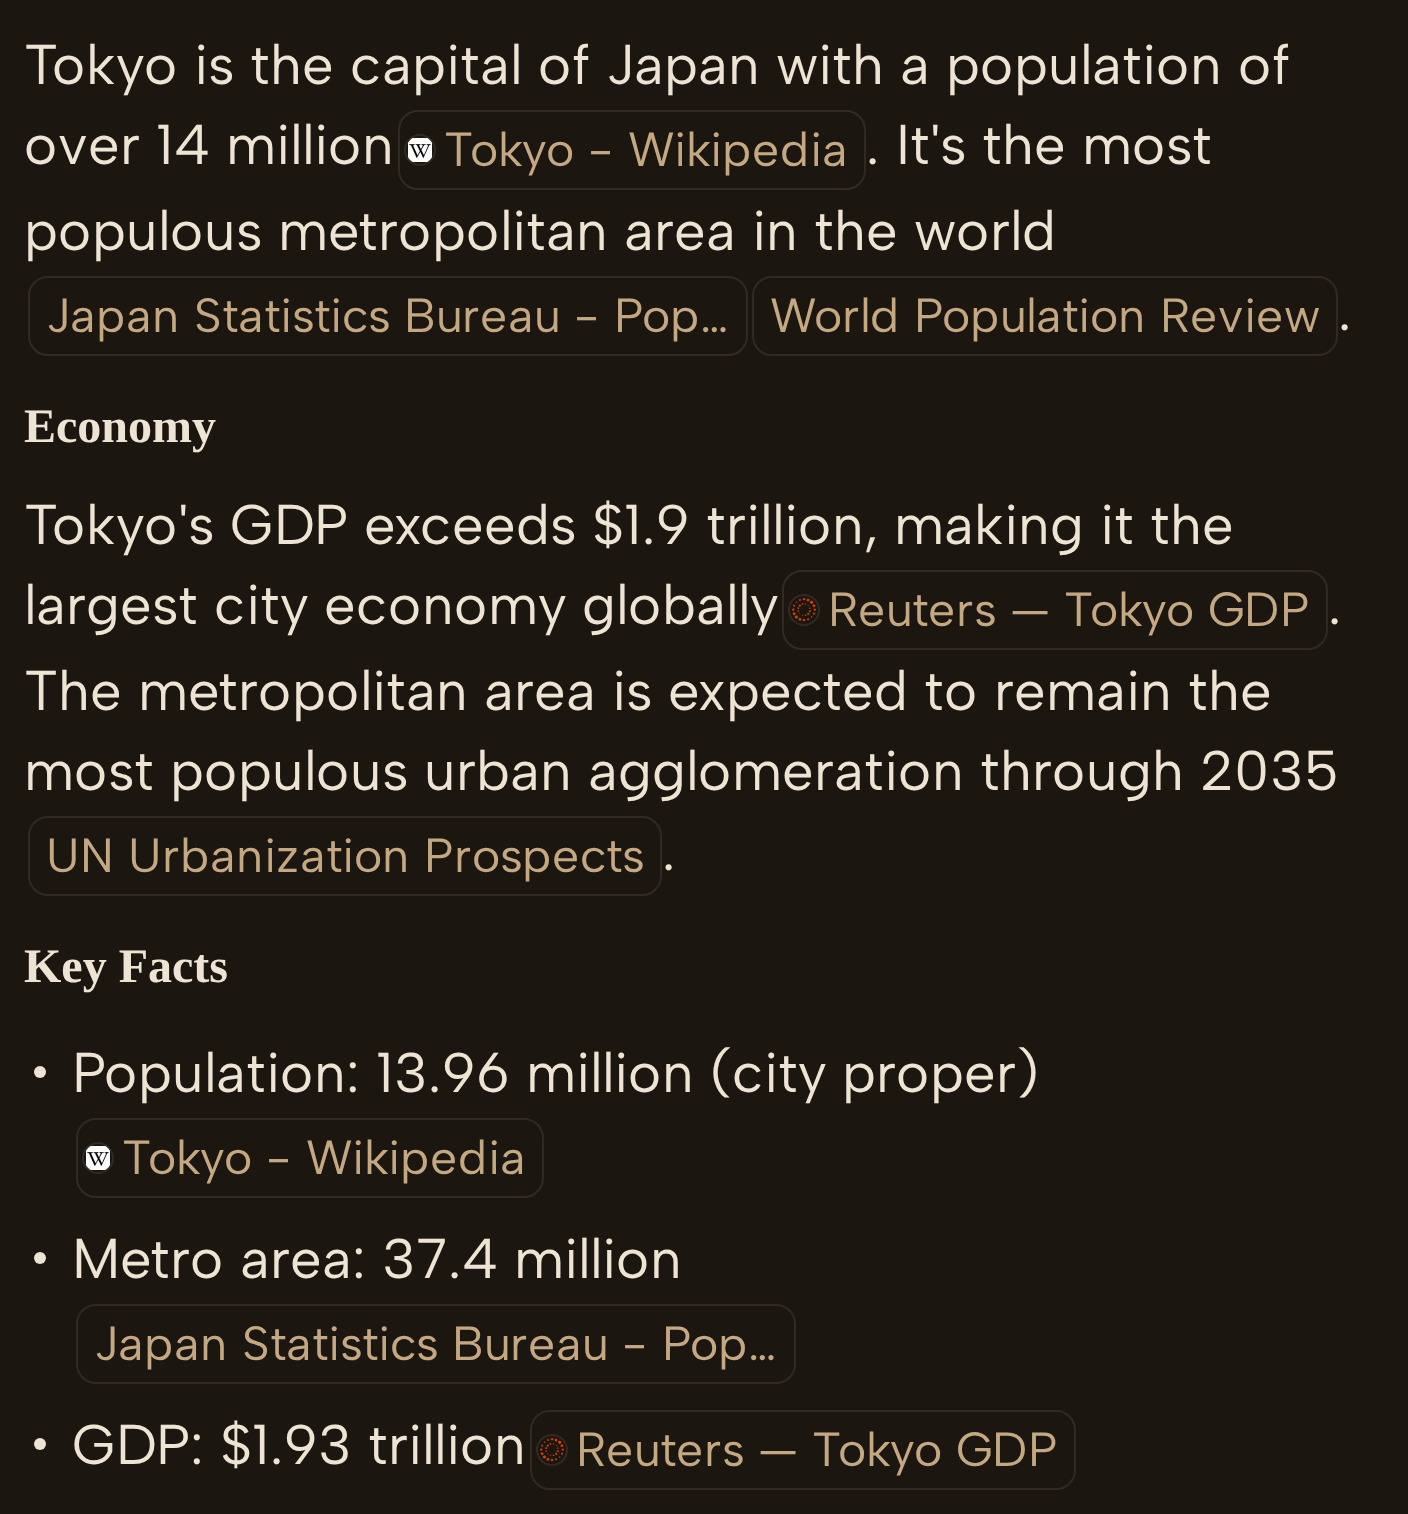 Tokyo is the capital of Japan with a population of
over 14 million W Tokyo - Wikipedia . It's the most
populous metropolitan area in the world
Japan Statistics Bureau - Pop... World Population Review .
Economy
Tokyo's GDP exceeds $1.9 trillion, making it the
largest city economy globally Reuters — Tokyo GDP .
The metropolitan area is expected to remain the
most populous urban agglomeration through 2035
UN Urbanization Prospects .
Key Facts
• Population: 13.96 million (city proper)
W Tokyo - Wikipedia
• Metro area: 37.4 million
Japan Statistics Bureau - Pop...
• GDP: $1.93 trillion Reuters — Tokyo GDP